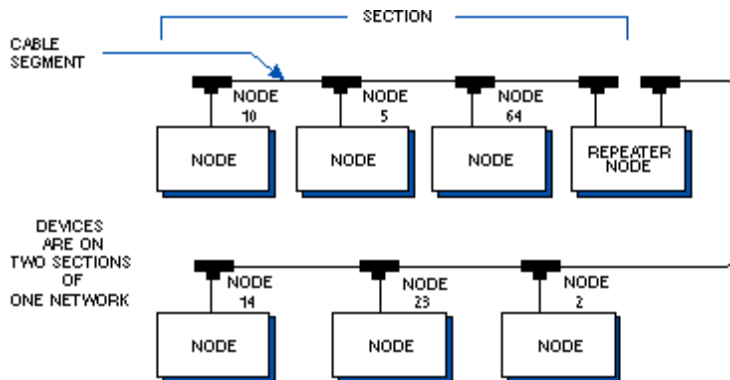 SECTION
CABLE
SEGMENT
NODE
10
NODE
5
NODE
64
NODE
NODE
NODE
REPEATER
NODE
DEVICES
ARE ON
TWO SECTIONS
OF
ONE NETWORK
NODE
14
NODE
23
NODE
2
NODE
NODE
NODE